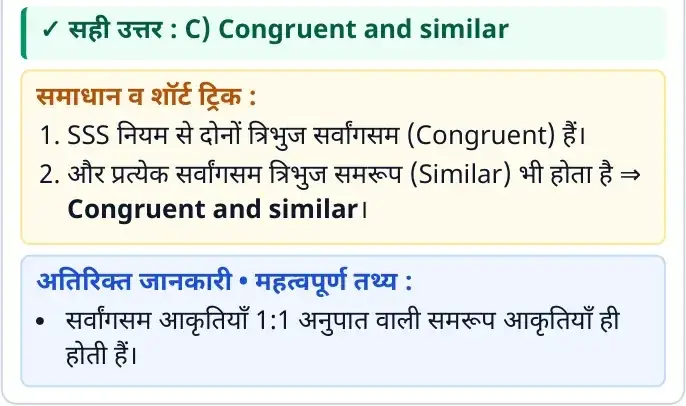 ✓ सही उत्तर : C) Congruent and similar
समाधान व शॉर्ट ट्रिक :
1. SSS नियम से दोनों त्रिभुज सर्वांगसम (Congruent) हैं।
2. और प्रत्येक सर्वांगसम त्रिभुज समरूप (Similar) भी होता है ⇒
Congruent and similar।
अतिरिक्त जानकारी • महत्वपूर्ण तथ्य :
• सर्वांगसम आकृतियाँ 1:1 अनुपात वाली समरूप आकृतियाँ ही
होती हैं।